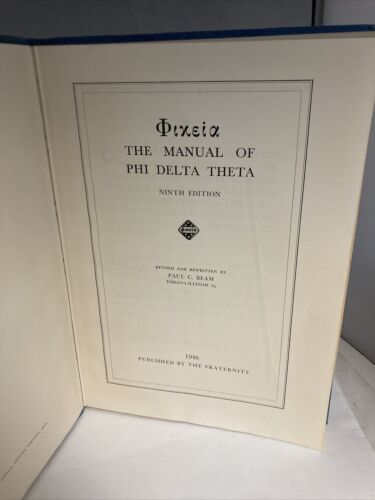 Φικεία
THE MANUAL OF
PHI DELTA THETA
NINTH EDITION
REVISED AND REWRITTEN BY
PAUL C. BEAM
1946
PUBLISHED BY THE FRATERNITY